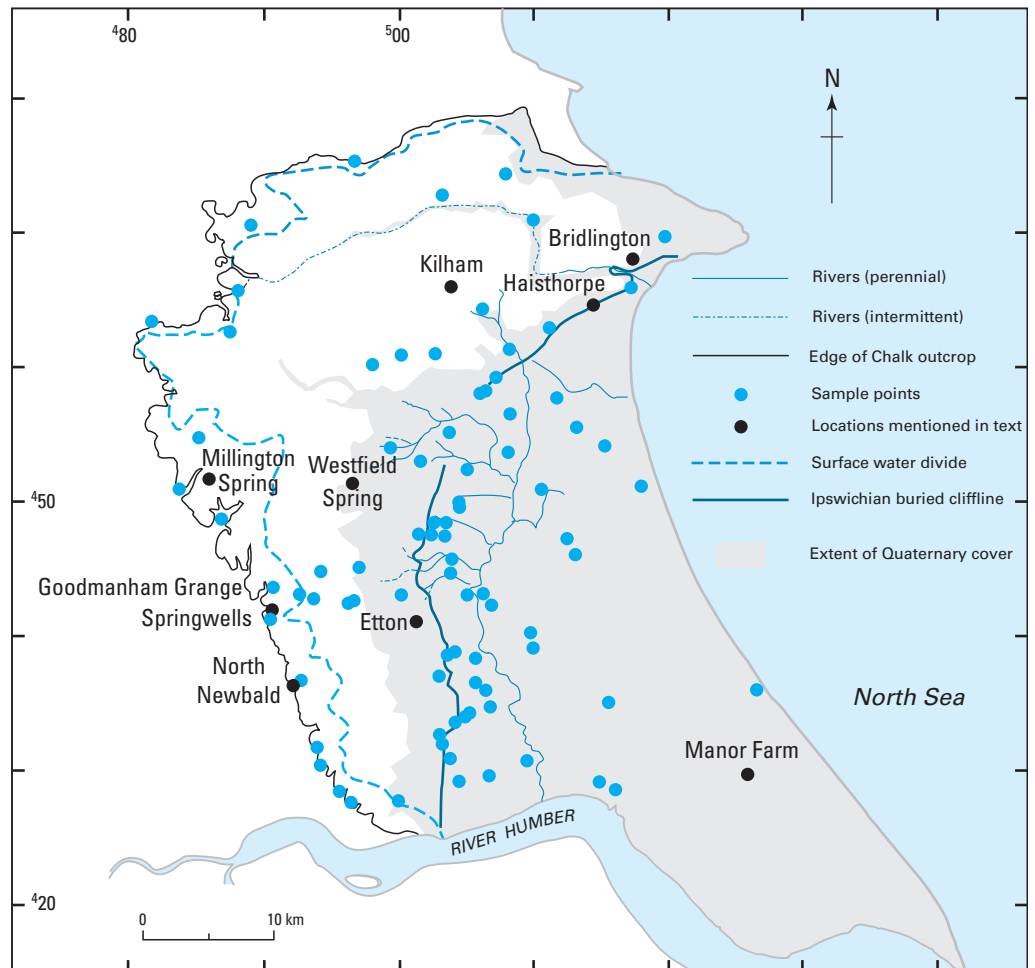 ⁴80
⁵00
N
Bridlington
Kilham
Haisthorpe
Rivers (perennial)
Rivers (intermittent)
Edge of Chalk outcrop
Sample points
Locations mentioned in text
Surface water divide
Ipswichian buried cliffline
Extent of Quaternary cover
Millington
Spring
Westfield
Spring
⁴50
Goodmanham Grange
Springwells
Etton
North
Newbald
North Sea
Manor Farm
RIVER HUMBER
⁴20
0 10 km